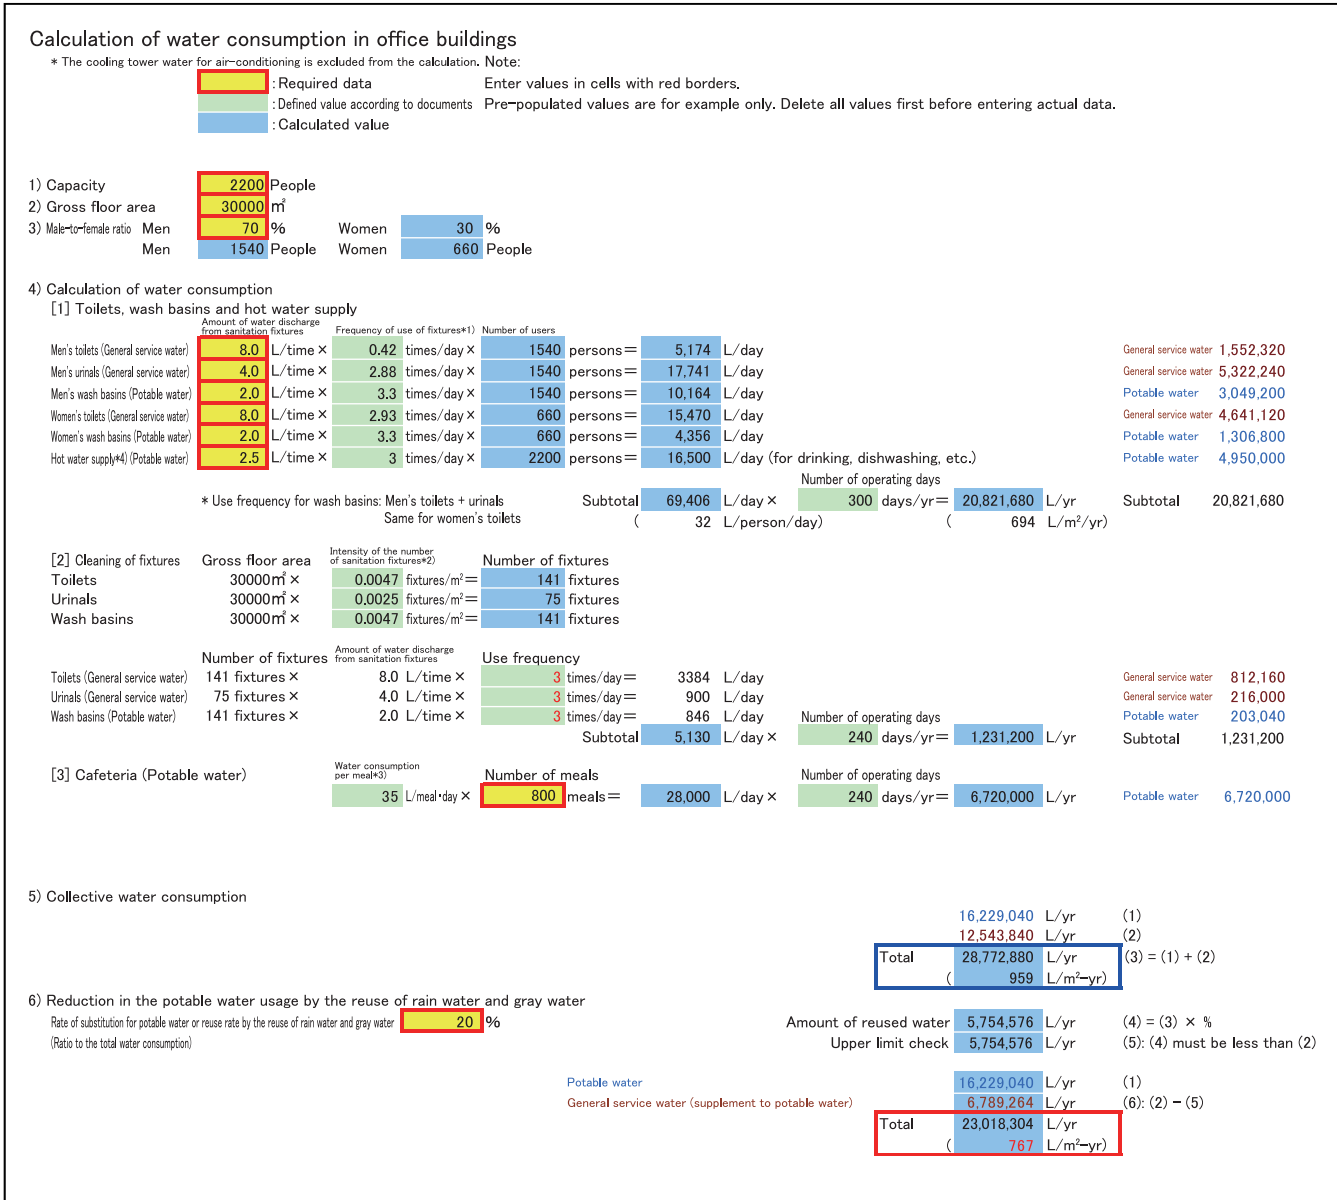 Calculation of water consumption in office buildings
* The cooling tower water for air-conditioning is excluded from the calculation. Note:
: Required data Enter values in cells with red borders.
: Defined value according to documents Pre-populated values are for example only. Delete all values first before entering actual data.
: Calculated value
1) Capacity 2200 People
2) Gross floor area 30000 ㎡
3) Male-to-female ratio Men 70 % Women 30 %
Men 1540 People Women 660 People
4) Calculation of water consumption
[1] Toilets, wash basins and hot water supply
Amount of water discharge from sanitation fixtures Frequency of use of fixtures*1) Number of users
Men's toilets (General service water) 8.0 L/time × 0.42 times/day × 1540 persons= 5,174 L/day General service water 1,552,320
Men's urinals (General service water) 4.0 L/time × 2.88 times/day × 1540 persons= 17,741 L/day General service water 5,322,240
Men's wash basins (Potable water) 2.0 L/time × 3.3 times/day × 1540 persons= 10,164 L/day Potable water 3,049,200
Women's toilets (General service water) 8.0 L/time × 2.93 times/day × 660 persons= 15,470 L/day General service water 4,641,120
Women's wash basins (Potable water) 2.0 L/time × 3.3 times/day × 660 persons= 4,356 L/day Potable water 1,306,800
Hot water supply*4) (Potable water) 2.5 L/time × 3 times/day × 2200 persons= 16,500 L/day (for drinking, dishwashing, etc.) Potable water 4,950,000
Number of operating days
* Use frequency for wash basins: Men's toilets + urinals Subtotal 69,406 L/day × 300 days/yr= 20,821,680 L/yr Subtotal 20,821,680
Same for women's toilets ( 32 L/person/day) ( 694 L/m²/yr)
[2] Cleaning of fixtures Gross floor area Intensity of the number of sanitation fixtures*2) Number of fixtures
Toilets 30000㎡ × 0.0047 fixtures/m²= 141 fixtures
Urinals 30000㎡ × 0.0025 fixtures/m²= 75 fixtures
Wash basins 30000㎡ × 0.0047 fixtures/m²= 141 fixtures
Number of fixtures Amount of water discharge from sanitation fixtures Use frequency
Toilets (General service water) 141 fixtures × 8.0 L/time × 3 times/day= 3384 L/day General service water 812,160
Urinals (General service water) 75 fixtures × 4.0 L/time × 3 times/day= 900 L/day General service water 216,000
Wash basins (Potable water) 141 fixtures × 2.0 L/time × 3 times/day= 846 L/day Number of operating days Potable water 203,040
Subtotal 5,130 L/day × 240 days/yr= 1,231,200 L/yr Subtotal 1,231,200
[3] Cafeteria (Potable water) Water consumption per meal*3) Number of meals Number of operating days
35 L/meal・day × 800 meals= 28,000 L/day × 240 days/yr= 6,720,000 L/yr Potable water 6,720,000
5) Collective water consumption
16,229,040 L/yr (1)
12,543,840 L/yr (2)
Total 28,772,880 L/yr (3) = (1) + (2)
( 959 L/m²-yr)
6) Reduction in the potable water usage by the reuse of rain water and gray water
Rate of substitution for potable water or reuse rate by the reuse of rain water and gray water 20 % Amount of reused water 5,754,576 L/yr (4) = (3) × %
(Ratio to the total water consumption) Upper limit check 5,754,576 L/yr (5): (4) must be less than (2)
Potable water 16,229,040 L/yr (1)
General service water (supplement to potable water) 6,789,264 L/yr (6): (2) − (5)
Total 23,018,304 L/yr
( 767 L/m²-yr)